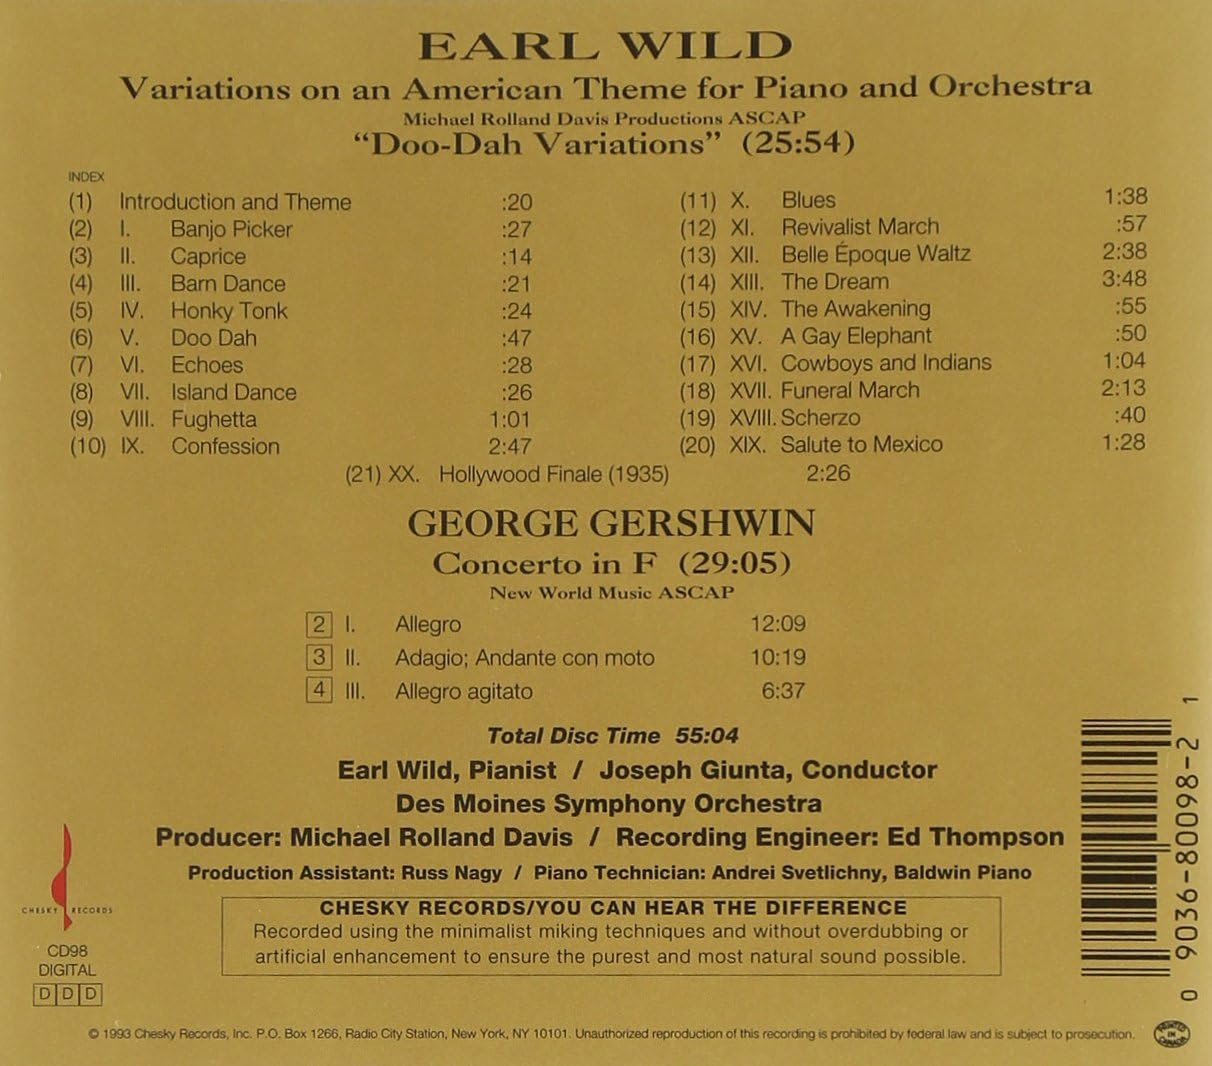 EARL WILD
Variations on an American Theme for Piano and Orchestra
Michael Rolland Davis Productions ASCAP
“Doo-Dah Variations” (25:54)
INDEX
(1) Introduction and Theme :20
(2) I. Banjo Picker :27
(3) II. Caprice :14
(4) III. Barn Dance :21
(5) IV. Honky Tonk :24
(6) V. Doo Dah :47
(7) VI. Echoes :28
(8) VII. Island Dance :26
(9) VIII. Fughetta 1:01
(10) IX. Confession 2:47
(11) X. Blues 1:38
(12) XI. Revivalist March :57
(13) XII. Belle Époque Waltz 2:38
(14) XIII. The Dream 3:48
(15) XIV. The Awakening :55
(16) XV. A Gay Elephant :50
(17) XVI. Cowboys and Indians 1:04
(18) XVII. Funeral March 2:13
(19) XVIII. Scherzo :40
(20) XIX. Salute to Mexico 1:28
(21) XX. Hollywood Finale (1935) 2:26
GEORGE GERSHWIN
Concerto in F (29:05)
New World Music ASCAP
2 I. Allegro 12:09
3 II. Adagio; Andante con moto 10:19
4 III. Allegro agitato 6:37
Total Disc Time 55:04
Earl Wild, Pianist / Joseph Giunta, Conductor
Des Moines Symphony Orchestra
Producer: Michael Rolland Davis / Recording Engineer: Ed Thompson
Production Assistant: Russ Nagy / Piano Technician: Andrei Svetlichny, Baldwin Piano
CHESKY RECORDS/YOU CAN HEAR THE DIFFERENCE
Recorded using the minimalist miking techniques and without overdubbing or
artificial enhancement to ensure the purest and most natural sound possible.
CHESKY RECORDS
CD98
DIGITAL
D D D
0 9036-80098-2 1
© 1993 Chesky Records, Inc. P.O. Box 1266, Radio City Station, New York, NY 10101. Unauthorized reproduction of this recording is prohibited by federal law and is subject to prosecution.
PRINTED
IN
CANADA